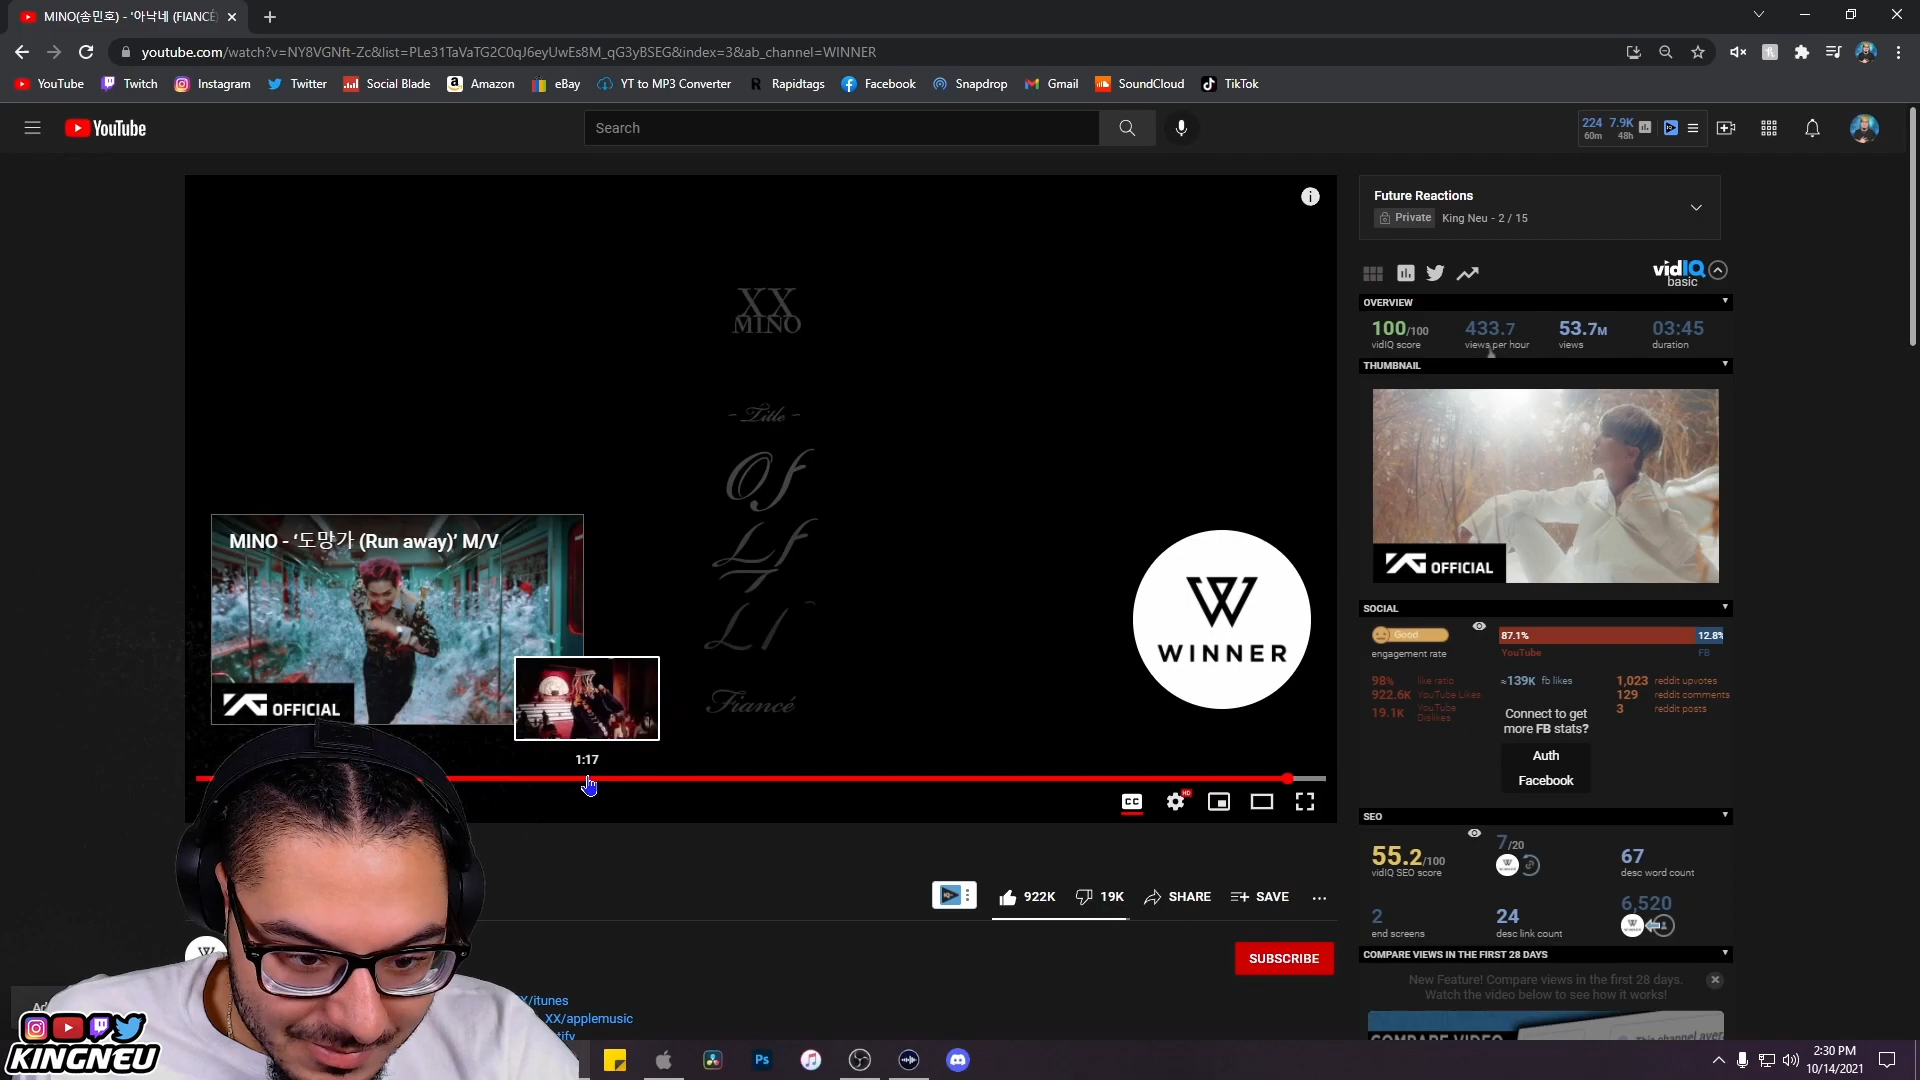 MINO(송민호) - '아낙네 (FIANCÉ)
youtube.com/watch?v=NY8VGNft-Zc&list=PLe31TaVaTG2C0qJ6eyUwEs8M_qG3yBSEG&index=3&ab_channel=WINNER
YouTube Twitch Instagram Twitter Social Blade Amazon eBay YT to MP3 Converter Rapidtags Facebook Snapdrop Gmail SoundCloud TikTok
YouTube
Search
224 7.9K
60m 48h
XX
MINO
- Title -
Fiancé
MINO - '도망가 (Run away)' M/V
YG OFFICIAL
WINNER
1:17
CC
HD
922K 19K SHARE SAVE
SUBSCRIBE
X/itunes
XX/applemusic
tify
KINGNEU
Future Reactions
Private King Neu - 2 / 15
vidIQ
basic
OVERVIEW
100/100 433.7 53.7M 03:45
vidIQ score views per hour views duration
THUMBNAIL
YG OFFICIAL
SOCIAL
Good 87.1% 12.8%
engagement rate YouTube FB
98% like ratio ≈139K fb likes 1,023 reddit upvotes
922.6K YouTube Likes 129 reddit comments
19.1K YouTube Dislikes 3 reddit posts
Connect to get
more FB stats?
Auth
Facebook
SEO
55.2/100 7/20 67
vidIQ SEO score desc word count
2 24 6,520
end screens desc link count
COMPARE VIEWS IN THE FIRST 28 DAYS
New Feature! Compare views in the first 28 days.
Watch the video below to see how it works!
COMPARE VIDEO
2:30 PM
10/14/2021
Ps